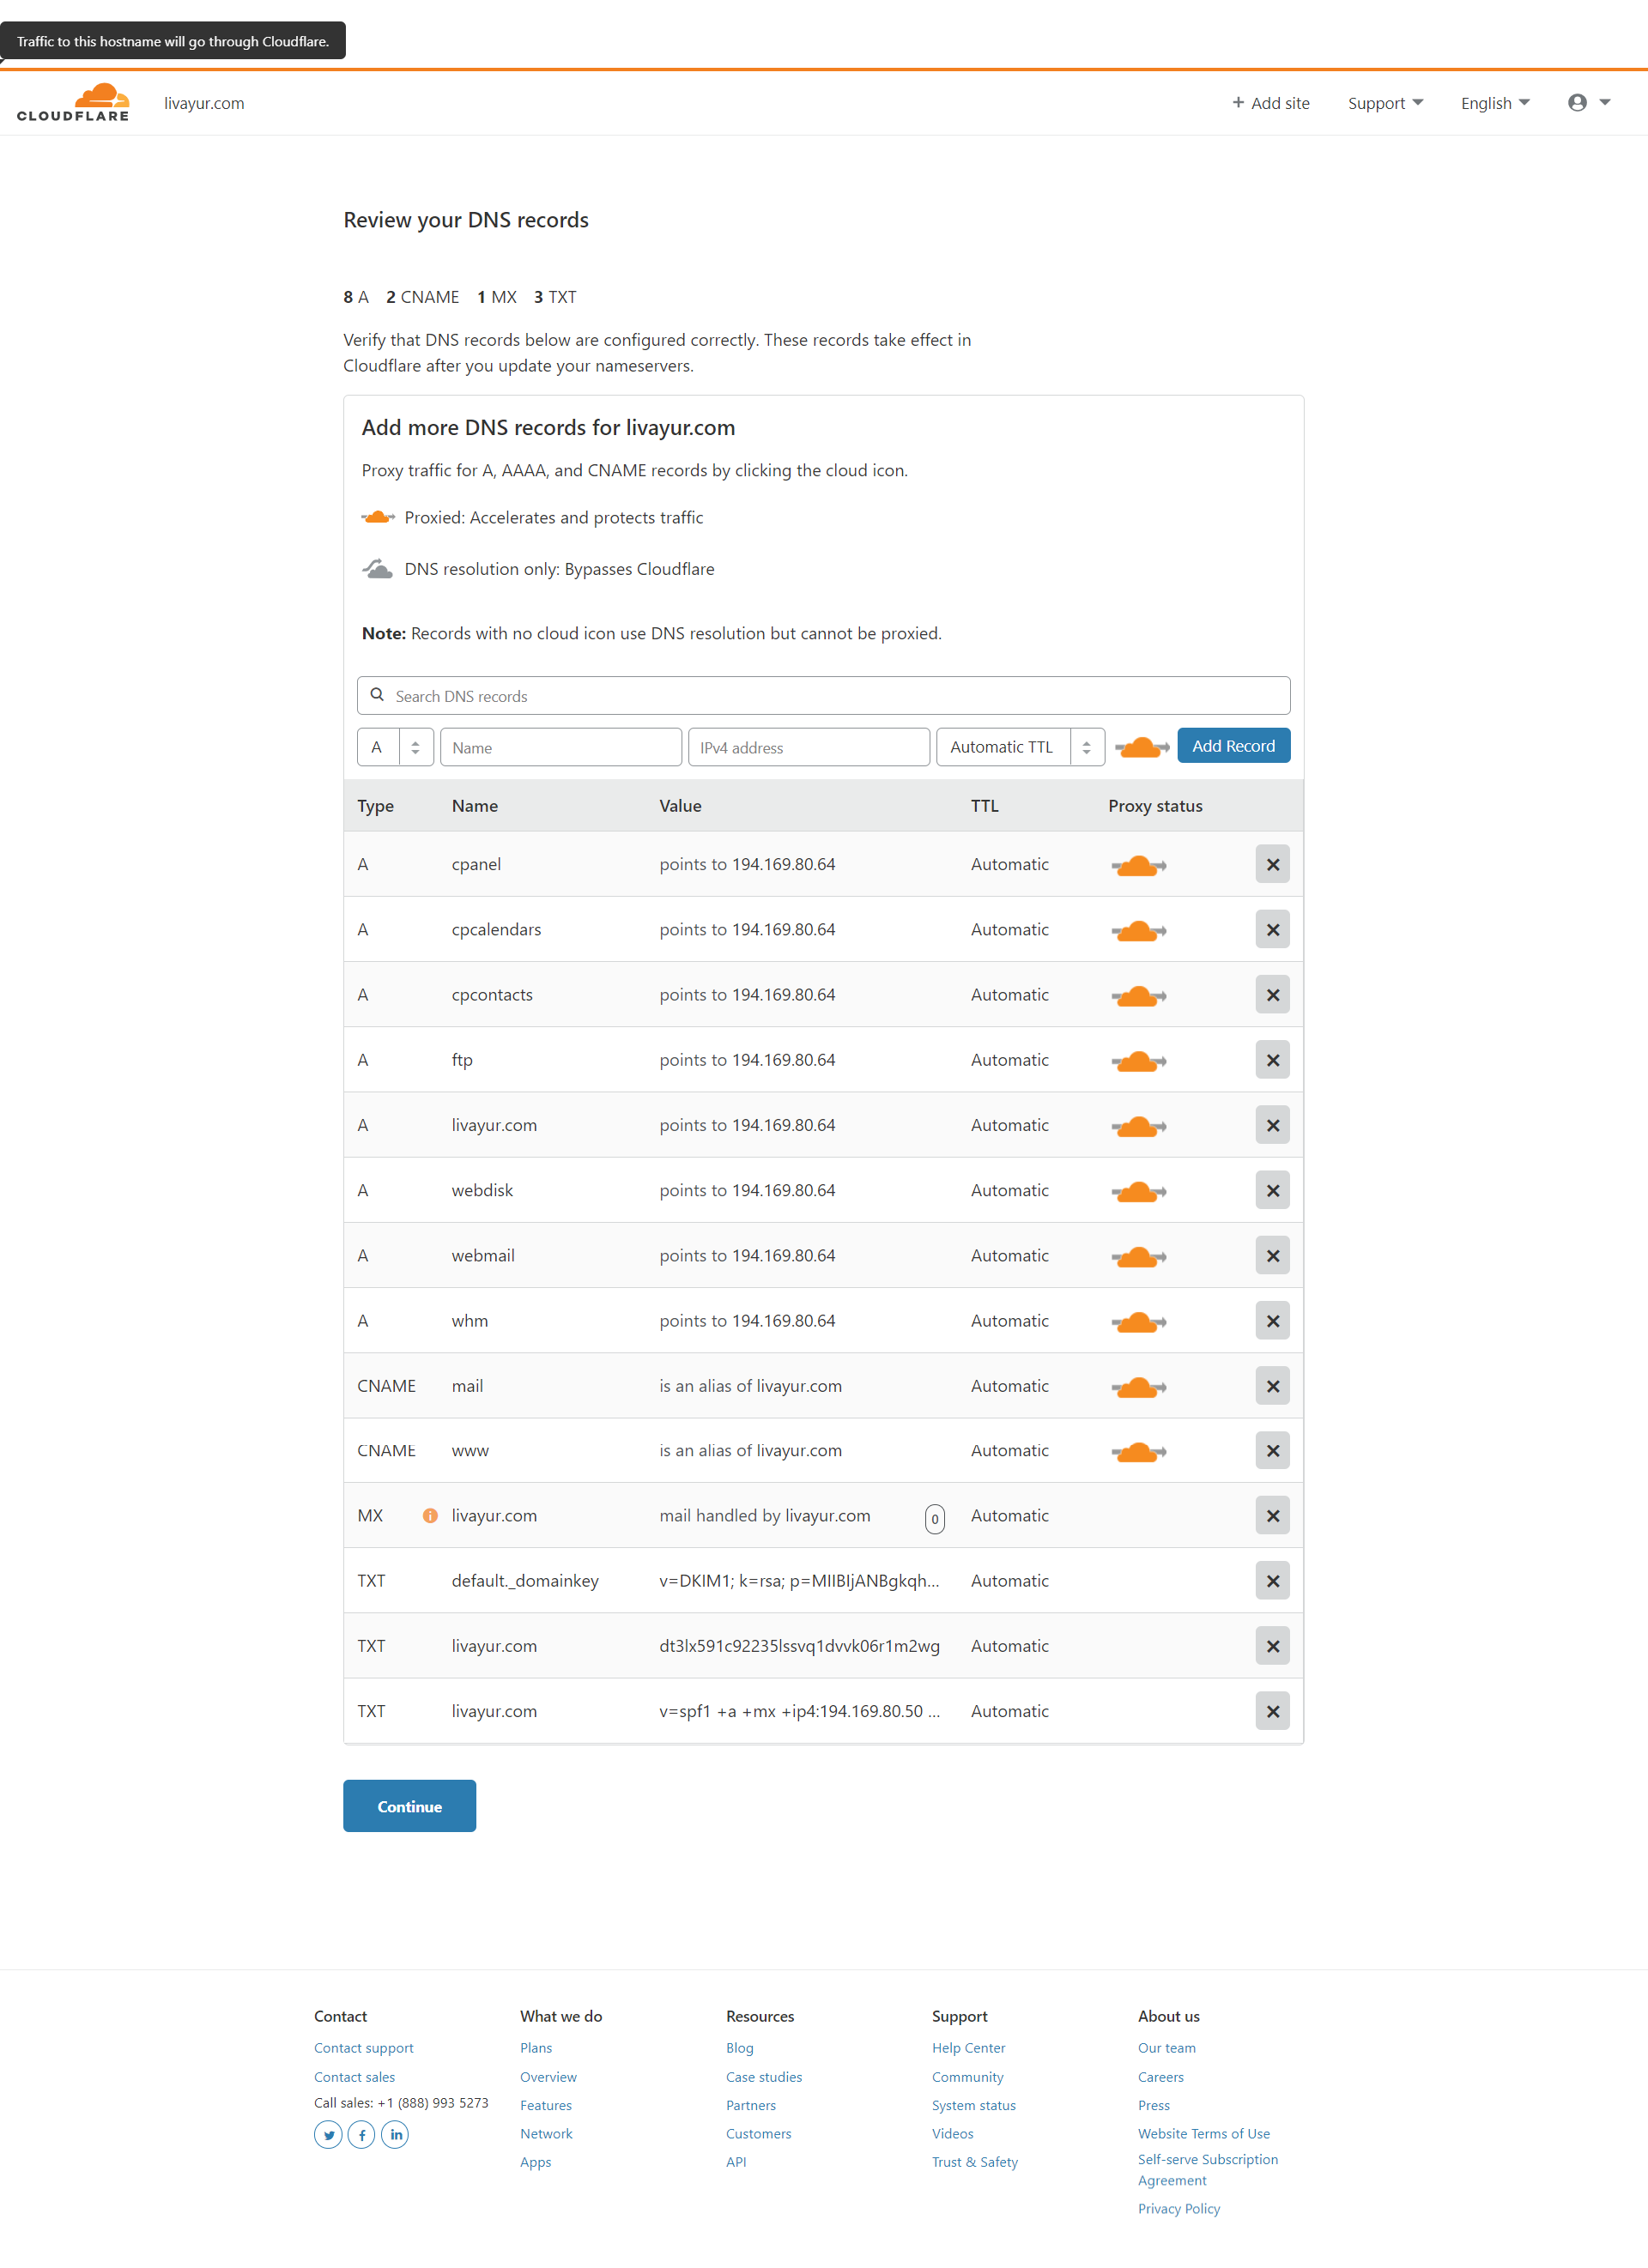 Traffic to this hostname will go through Cloudflare.
CLOUDFLARE
livayur.com
+ Add site
Support
English
Review your DNS records
8 A 2 CNAME 1 MX 3 TXT
Verify that DNS records below are configured correctly. These records take effect in
Cloudflare after you update your nameservers.
Add more DNS records for livayur.com
Proxy traffic for A, AAAA, and CNAME records by clicking the cloud icon.
Proxied: Accelerates and protects traffic
DNS resolution only: Bypasses Cloudflare
Note: Records with no cloud icon use DNS resolution but cannot be proxied.
Search DNS records
A Name IPv4 address Automatic TTL Add Record
Type Name Value TTL Proxy status
A cpanel points to 194.169.80.64 Automatic
A cpcalendars points to 194.169.80.64 Automatic
A cpcontacts points to 194.169.80.64 Automatic
A ftp points to 194.169.80.64 Automatic
A livayur.com points to 194.169.80.64 Automatic
A webdisk points to 194.169.80.64 Automatic
A webmail points to 194.169.80.64 Automatic
A whm points to 194.169.80.64 Automatic
CNAME mail is an alias of livayur.com Automatic
CNAME www is an alias of livayur.com Automatic
MX livayur.com mail handled by livayur.com 0 Automatic
TXT default._domainkey v=DKIM1; k=rsa; p=MIIBIjANBgkqh... Automatic
TXT livayur.com dt3lx591c92235lssvq1dvvk06r1m2wg Automatic
TXT livayur.com v=spf1 +a +mx +ip4:194.169.80.50 ... Automatic
Continue
Contact
Contact support
Contact sales
Call sales: +1 (888) 993 5273
What we do
Plans
Overview
Features
Network
Apps
Resources
Blog
Case studies
Partners
Customers
API
Support
Help Center
Community
System status
Videos
Trust & Safety
About us
Our team
Careers
Press
Website Terms of Use
Self-serve Subscription
Agreement
Privacy Policy